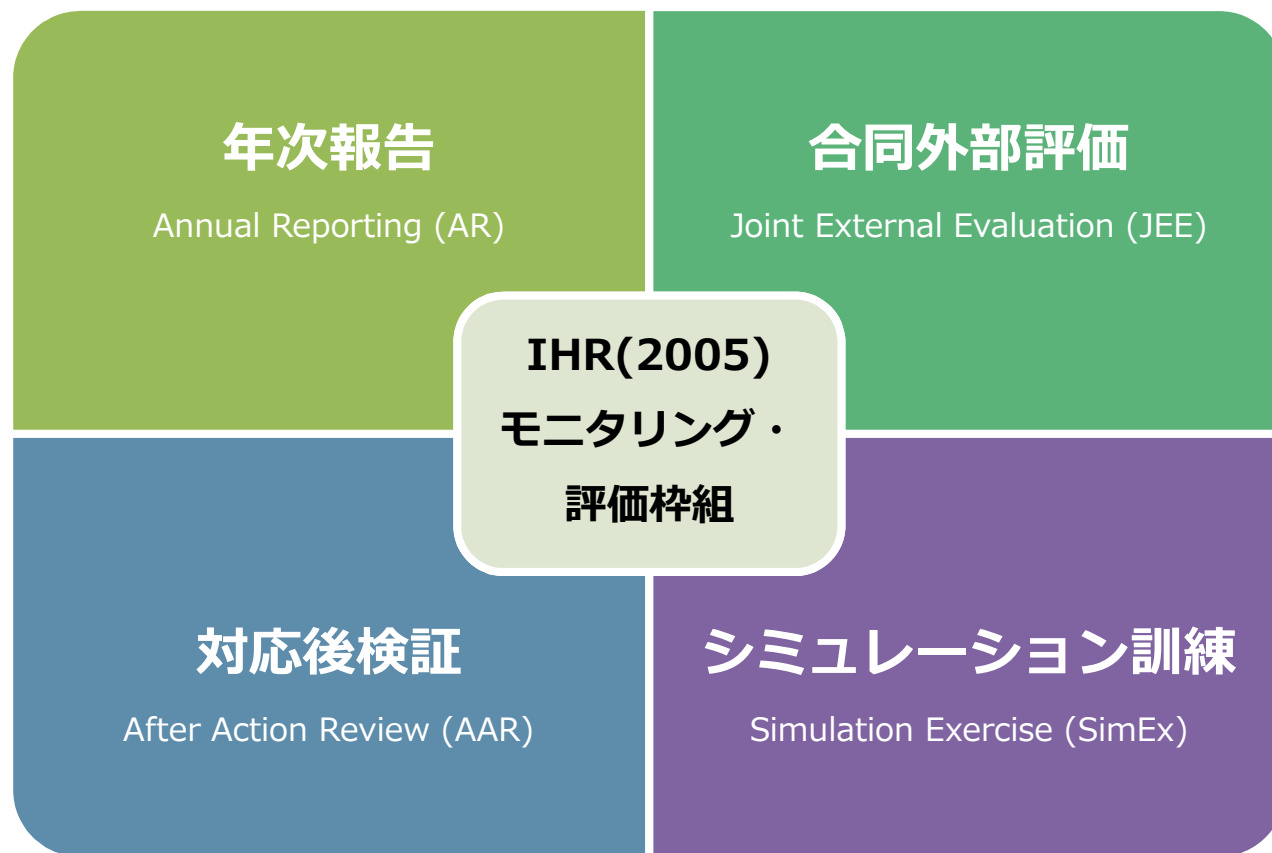 年次報告
Annual Reporting (AR)
合同外部評価
Joint External Evaluation (JEE)
IHR(2005)
モニタリング・
評価枠組
対応後検証
After Action Review (AAR)
シミュレーション訓練
Simulation Exercise (SimEx)